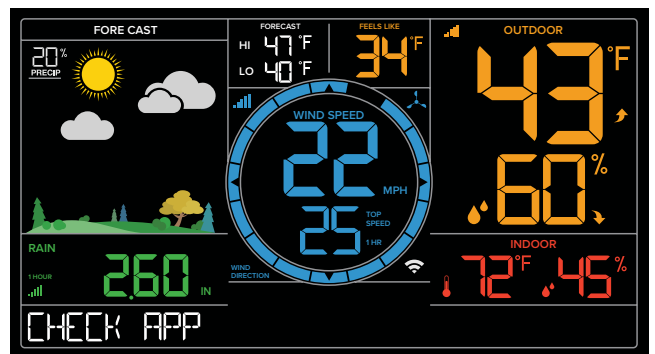 FORE CAST
20%
PRECIP
FORECAST
HI 47°F
LO 40°F
FEELS LIKE
34°F
OUTDOOR
43°F
60%
WIND SPEED
22 MPH
25 TOP SPEED 1 HR
WIND DIRECTION
RAIN
1 HOUR
2.60 IN
INDOOR
72°F 45%
CHECK APP